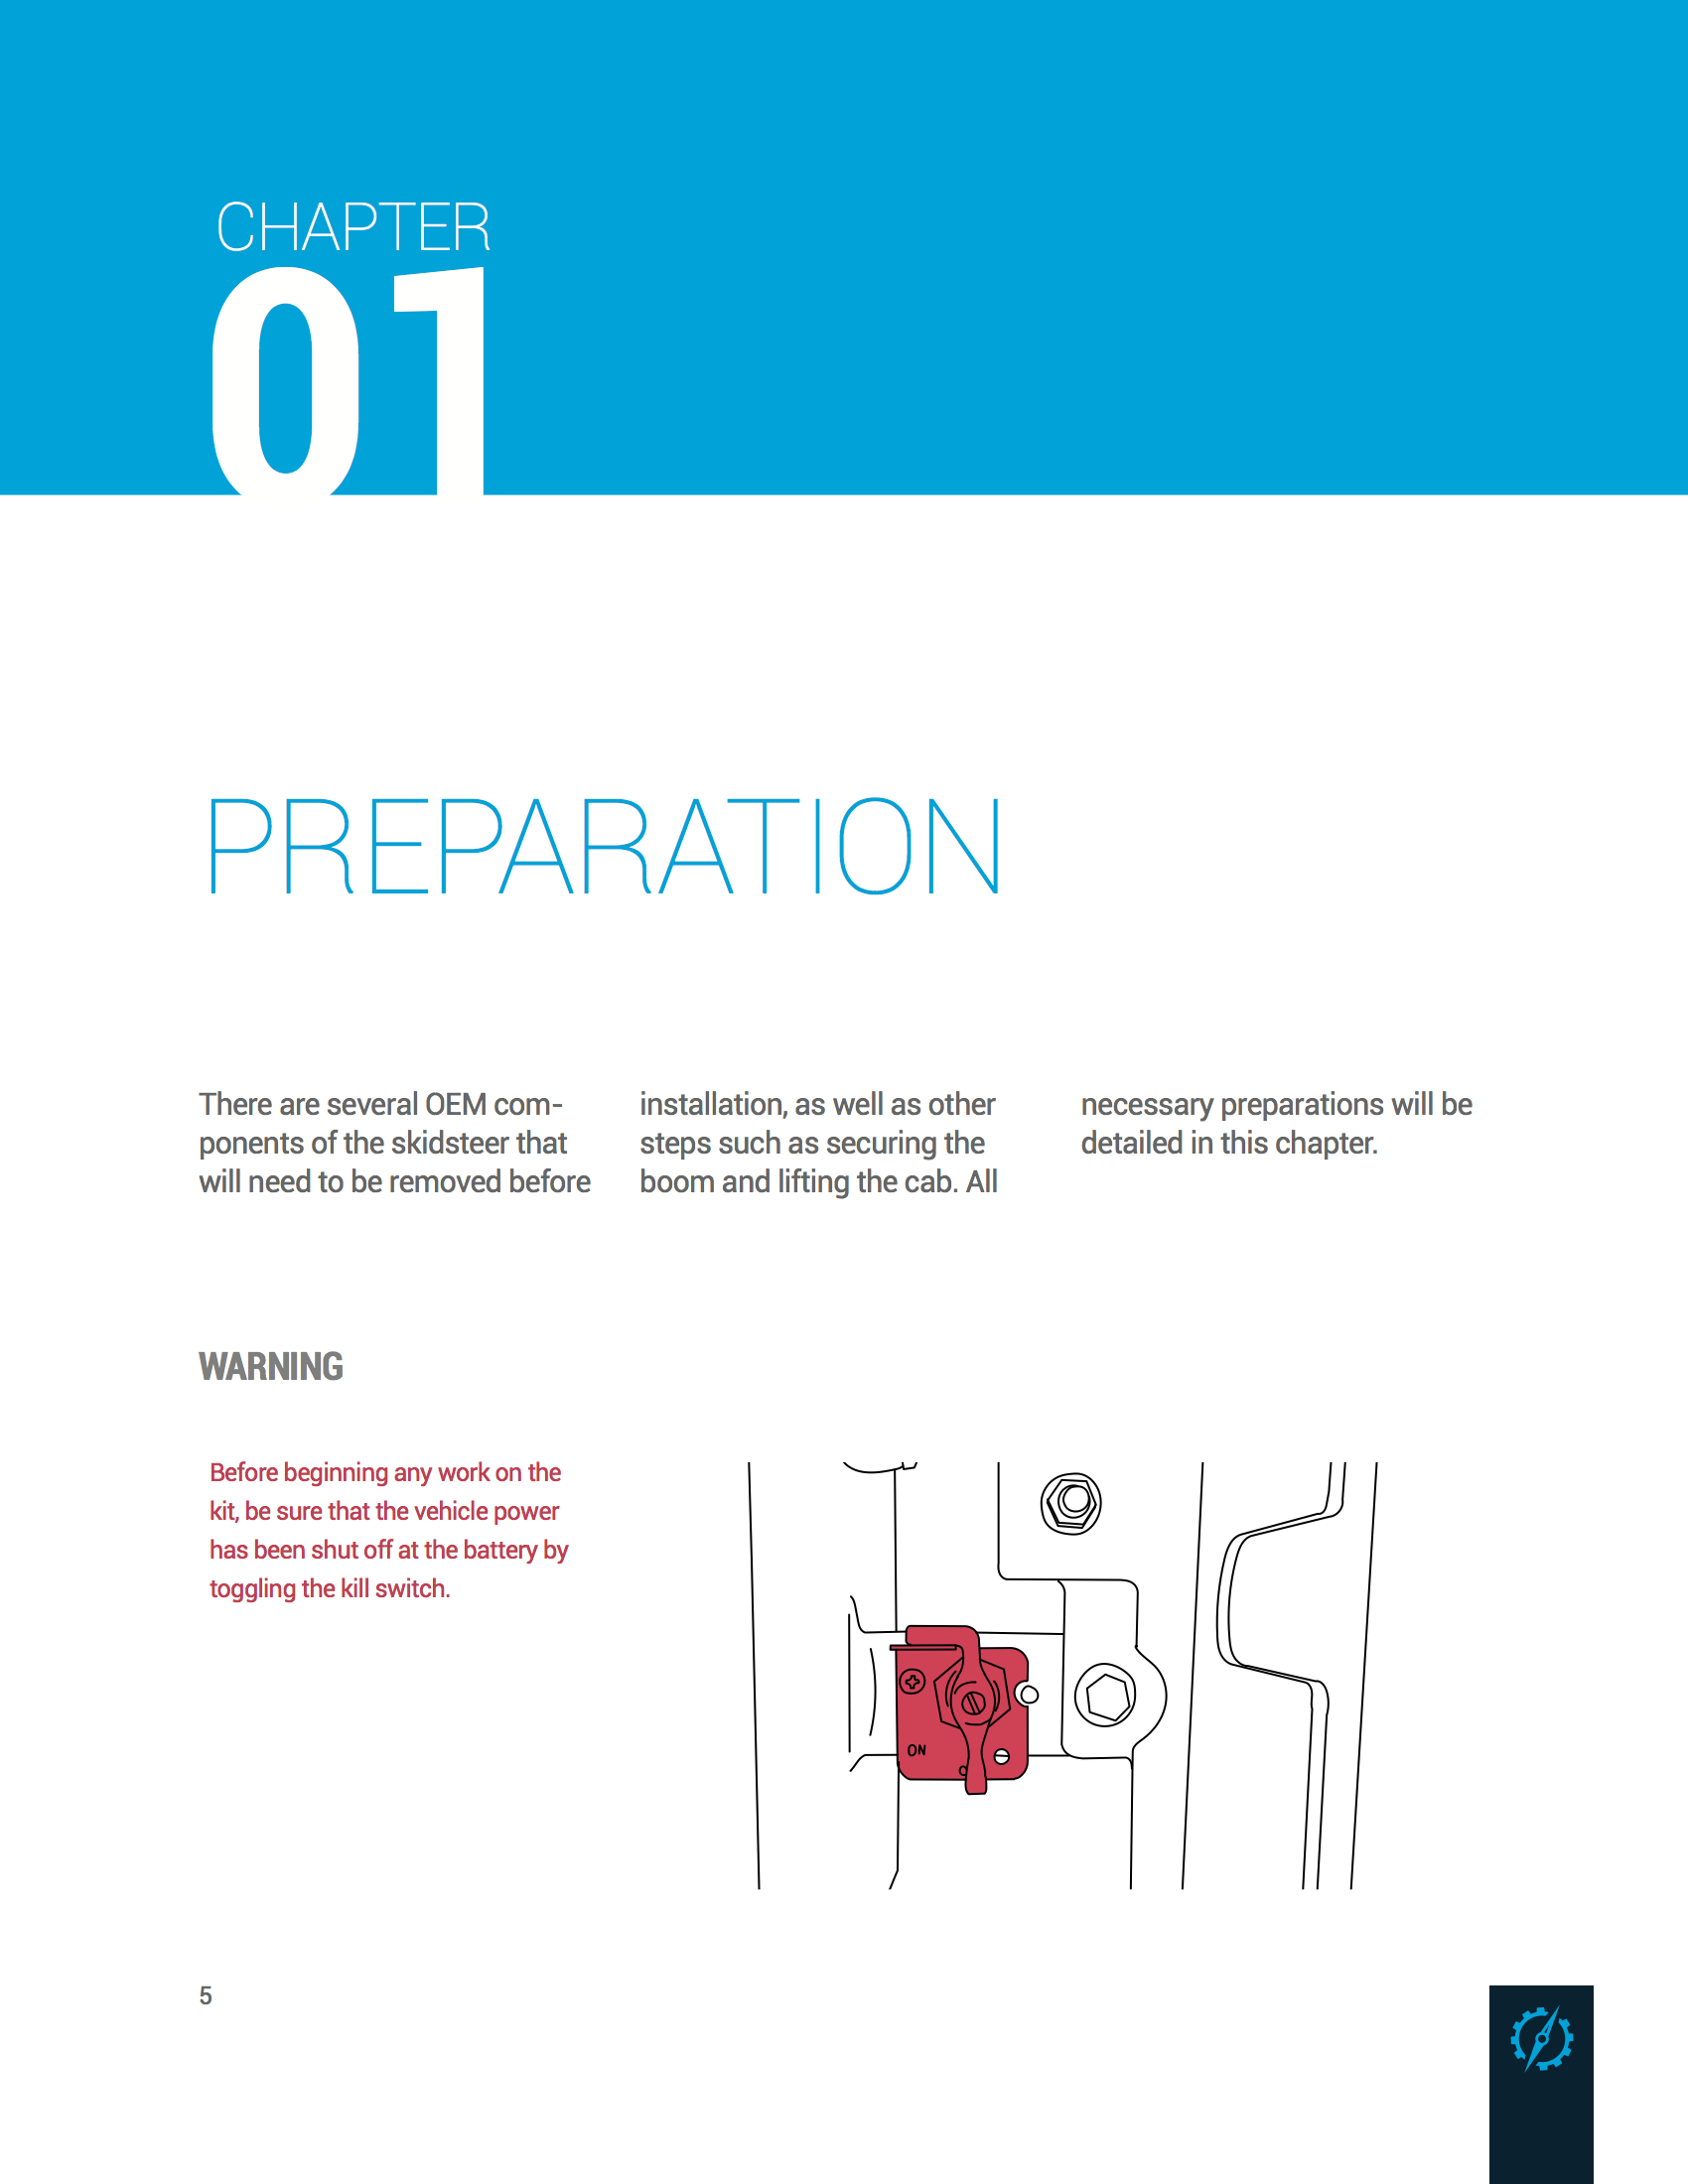 CHAPTER
01
PREPARATION
There are several OEM com-
ponents of the skidsteer that
will need to be removed before
installation, as well as other
steps such as securing the
boom and lifting the cab. All
necessary preparations will be
detailed in this chapter.
WARNING
Before beginning any work on the
kit, be sure that the vehicle power
has been shut off at the battery by
toggling the kill switch.
ON
5